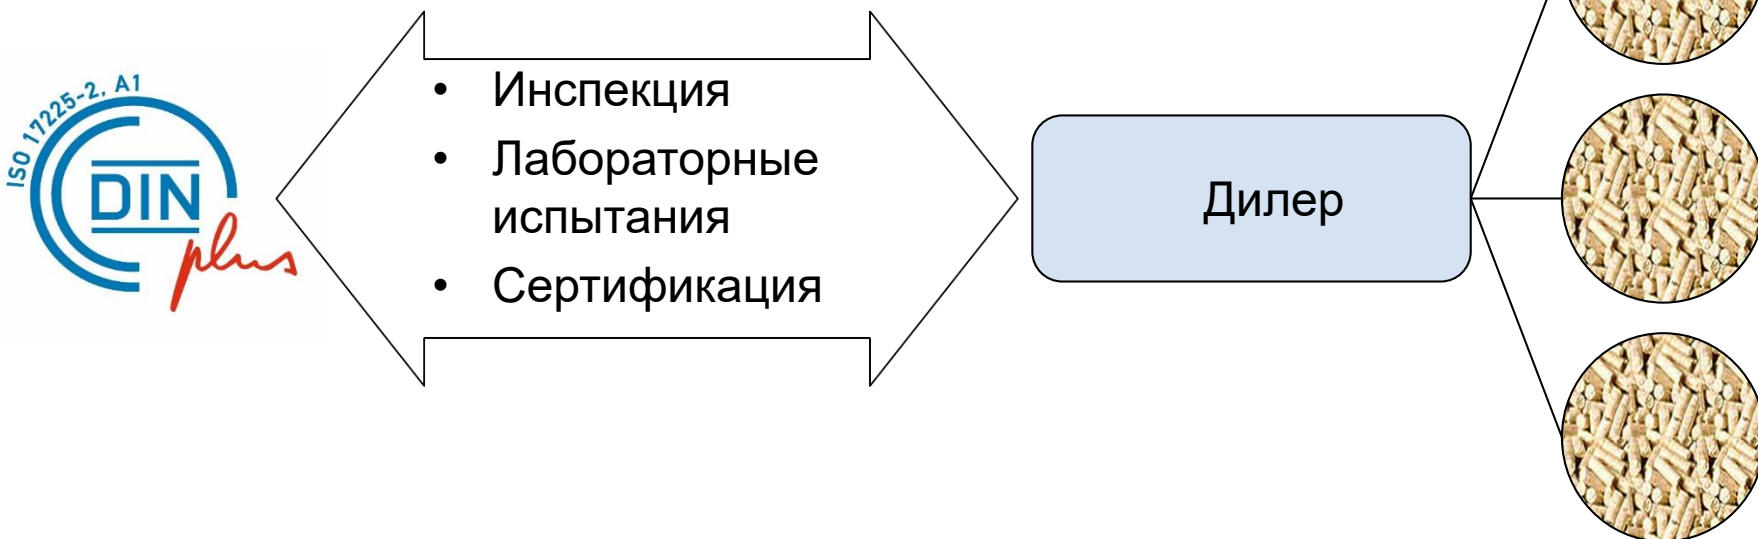 ISO 17225-2, A1
DIN
plus
• Инспекция
• Лабораторные
испытания
• Сертификация
Дилер